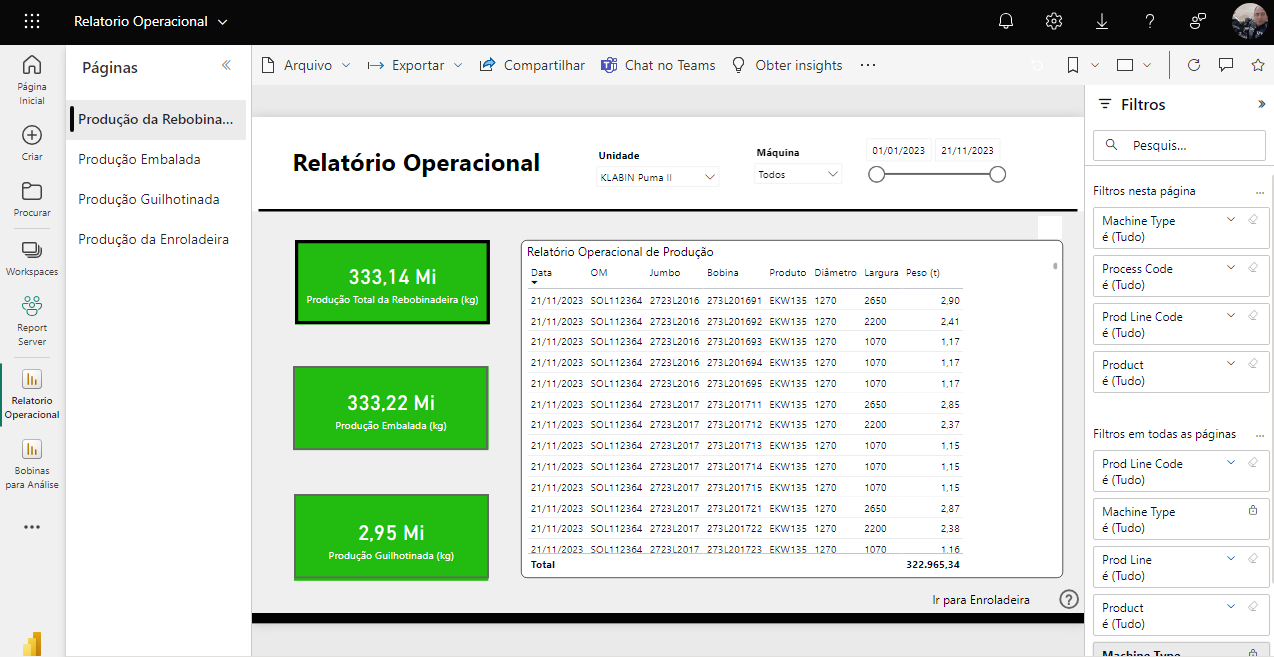 Relatorio Operacional
Página
Inicial
Criar
Procurar
Workspaces
Report
Server
Relatorio
Operacional
Bobinas
para Análise
Páginas
Produção da Rebobina...
Produção Embalada
Produção Guilhotinada
Produção da Enroladeira
Arquivo Exportar Compartilhar Chat no Teams Obter insights
Relatório Operacional
Unidade
KLABIN Puma II
Máquina
Todos
01/01/2023 21/11/2023
333,14 Mi
Produção Total da Rebobinadeira (kg)
333,22 Mi
Produção Embalada (kg)
2,95 Mi
Produção Guilhotinada (kg)
Relatório Operacional de Produção
Data OM Jumbo Bobina Produto Diâmetro Largura Peso (t)
21/11/2023 SOL112364 2723L2016 273L201691 EKW135 1270 2650 2,90
21/11/2023 SOL112364 2723L2016 273L201692 EKW135 1270 2200 2,41
21/11/2023 SOL112364 2723L2016 273L201693 EKW135 1270 1070 1,17
21/11/2023 SOL112364 2723L2016 273L201694 EKW135 1270 1070 1,17
21/11/2023 SOL112364 2723L2016 273L201695 EKW135 1270 1070 1,17
21/11/2023 SOL112364 2723L2017 273L201711 EKW135 1270 2650 2,85
21/11/2023 SOL112364 2723L2017 273L201712 EKW135 1270 2200 2,37
21/11/2023 SOL112364 2723L2017 273L201713 EKW135 1270 1070 1,15
21/11/2023 SOL112364 2723L2017 273L201714 EKW135 1270 1070 1,15
21/11/2023 SOL112364 2723L2017 273L201715 EKW135 1270 1070 1,15
21/11/2023 SOL112364 2723L2017 273L201721 EKW135 1270 2650 2,87
21/11/2023 SOL112364 2723L2017 273L201722 EKW135 1270 2200 2,38
21/11/2023 SOL112364 2723L2017 273L201723 EKW135 1270 1070 1,16
Total 322.965,34
Ir para Enroladeira
Filtros
Pesquis...
Filtros nesta página
Machine Type
é (Tudo)
Process Code
é (Tudo)
Prod Line Code
é (Tudo)
Product
é (Tudo)
Filtros em todas as páginas
Prod Line Code
é (Tudo)
Machine Type
é (Tudo)
Prod Line
é (Tudo)
Product
é (Tudo)
Machine Type